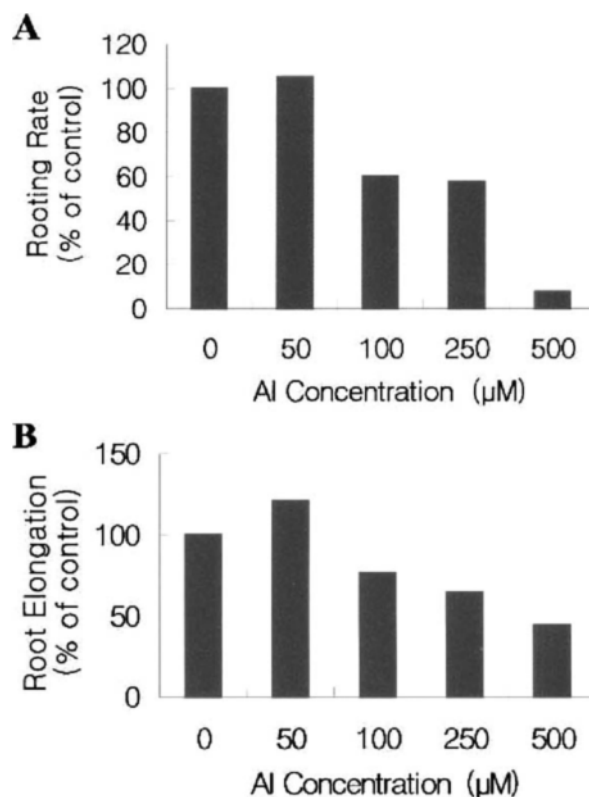 A
Rooting Rate
(% of control)
120
100
80
60
40
20
0
0 50 100 250 500
Al Concentration (μM)
B
Root Elongation
(% of control)
150
100
50
0
0 50 100 250 500
Al Concentration (μM)